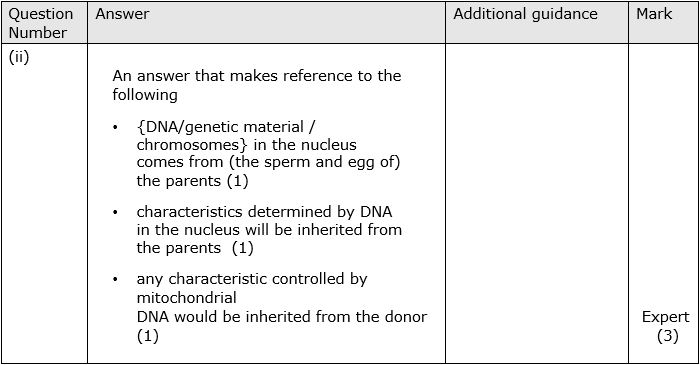 Question Number
Answer
Additional guidance
Mark
(ii)
An answer that makes reference to the
following
• {DNA/genetic material /
chromosomes} in the nucleus
comes from (the sperm and egg of)
the parents (1)
• characteristics determined by DNA
in the nucleus will be inherited from
the parents (1)
• any characteristic controlled by
mitochondrial
DNA would be inherited from the donor
(1)
Expert
(3)